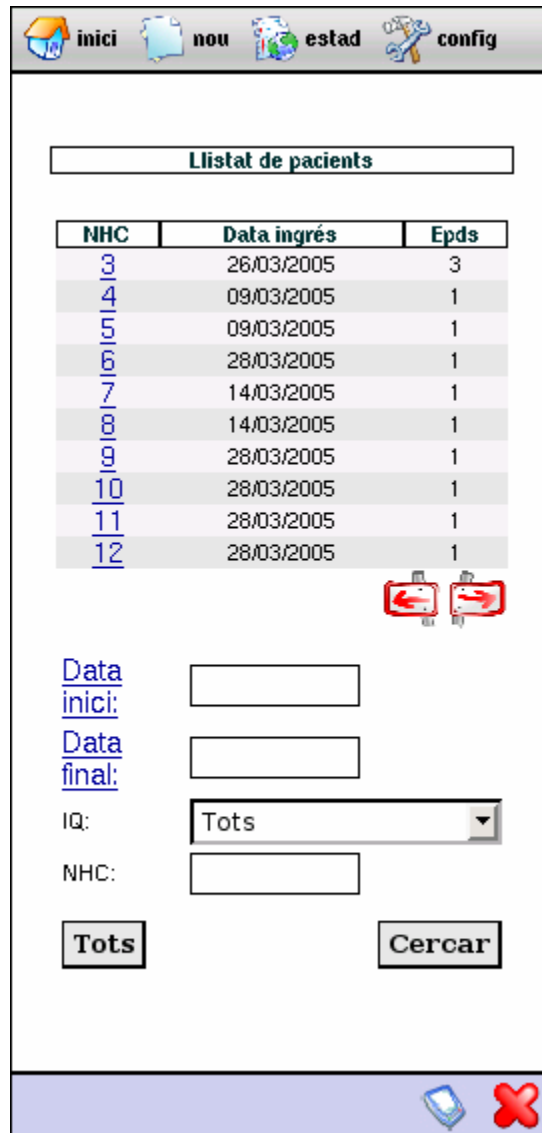 inici nou estad config
Llistat de pacients
NHC Data ingrés Epds
3 26/03/2005 3
4 09/03/2005 1
5 09/03/2005 1
6 28/03/2005 1
7 14/03/2005 1
8 14/03/2005 1
9 28/03/2005 1
10 28/03/2005 1
11 28/03/2005 1
12 28/03/2005 1
Data
inici:
Data
final:
IQ: Tots
NHC:
Tots Cercar